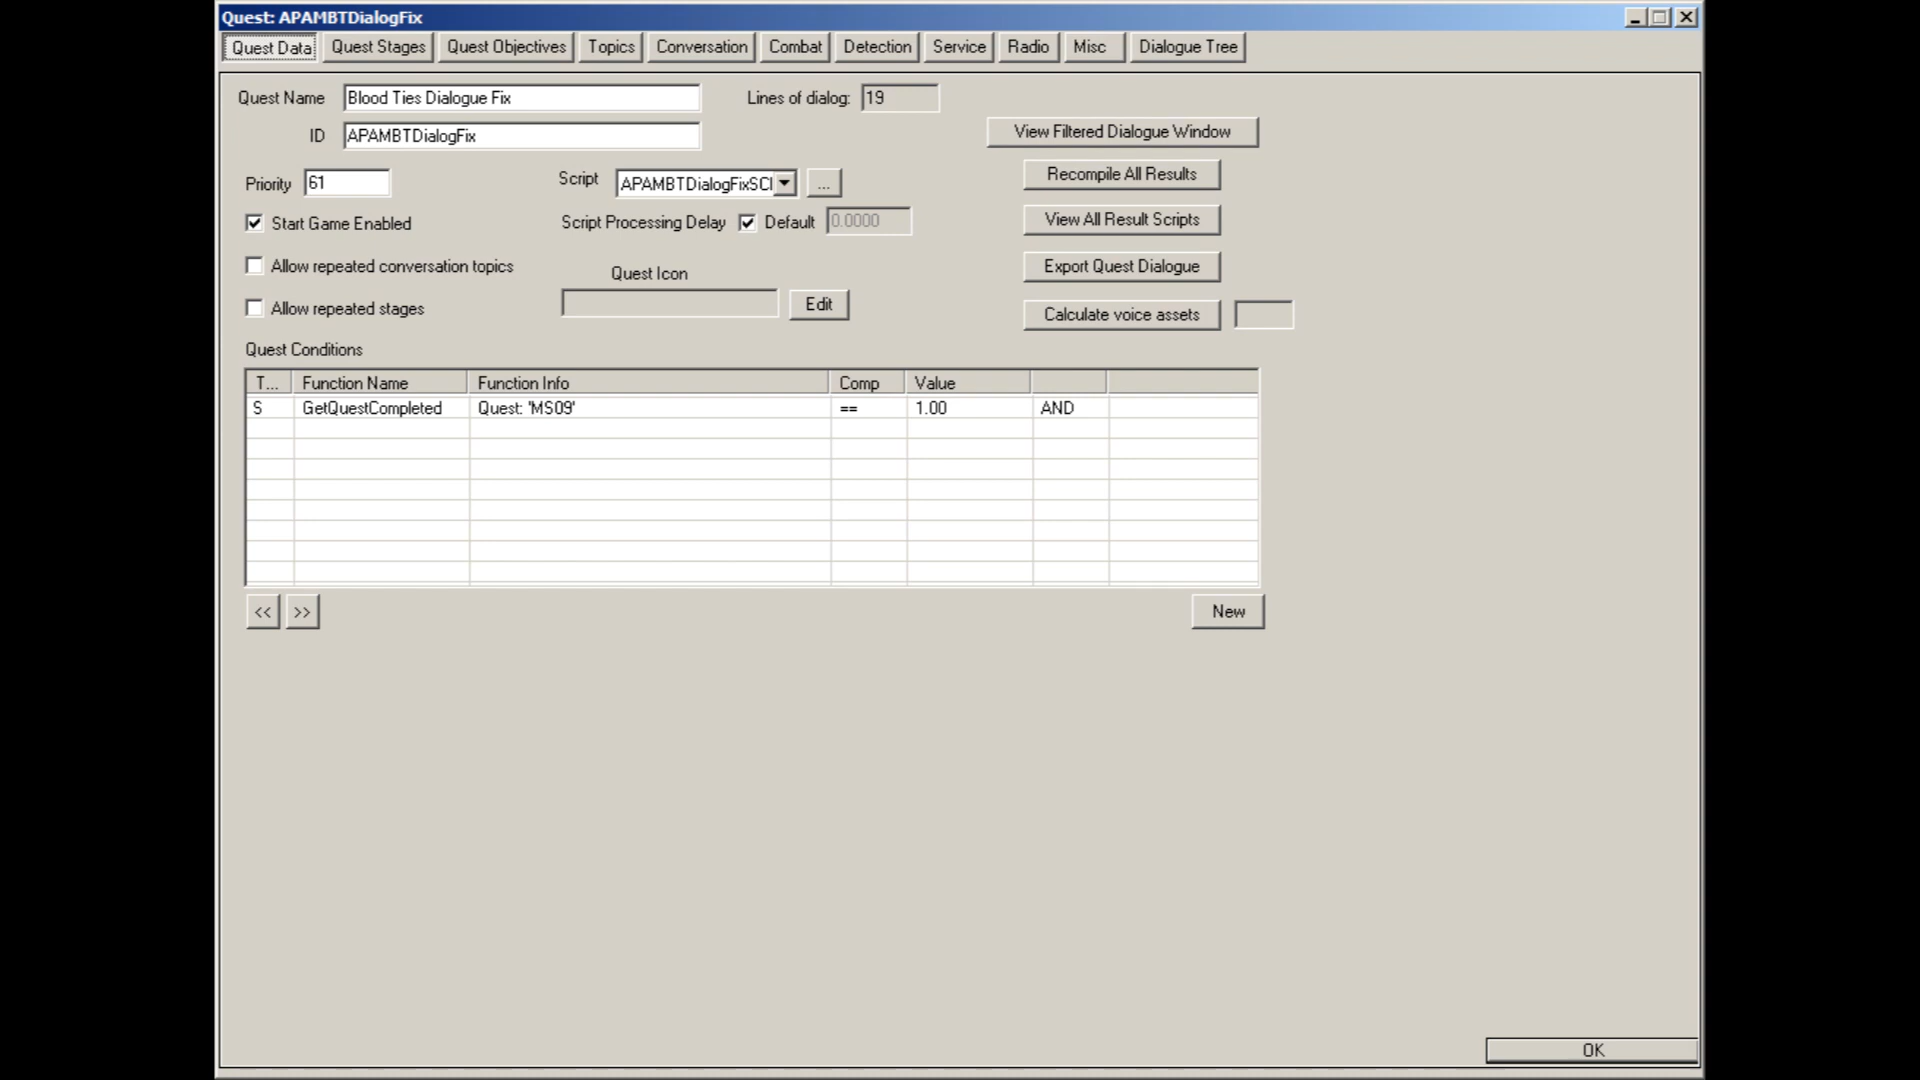 Quest: APAMBTDialogFix
Quest Data Quest Stages Quest Objectives Topics Conversation Combat Detection Service Radio Misc Dialogue Tree
Quest Name Blood Ties Dialogue Fix Lines of dialog: 19
ID APAMBTDialogFix
View Filtered Dialogue Window
Priority 61 Script APAMBTDialogFixSCI ...
Recompile All Results
Start Game Enabled Script Processing Delay Default 0.0000
View All Result Scripts
Allow repeated conversation topics Quest Icon
Export Quest Dialogue
Allow repeated stages Edit
Calculate voice assets
Quest Conditions
T... Function Name Function Info Comp Value
S GetQuestCompleted Quest: 'MS09' == 1.00 AND
<< >> New
OK